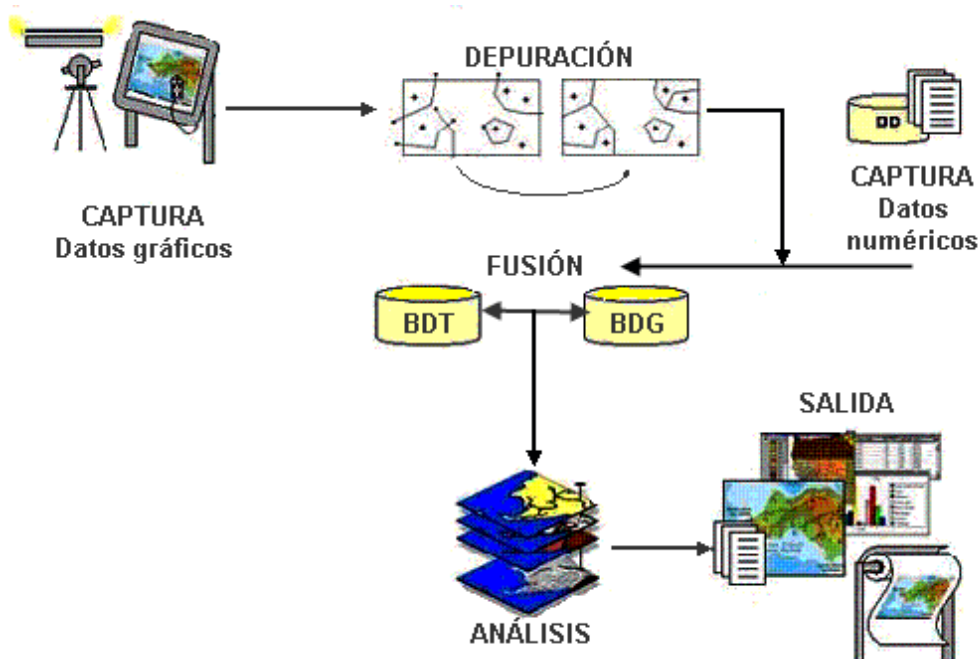 DEPURACIÓN
CAPTURA
Datos gráficos
CAPTURA
Datos
numéricos
FUSIÓN
BDT
BDG
SALIDA
ANÁLISIS